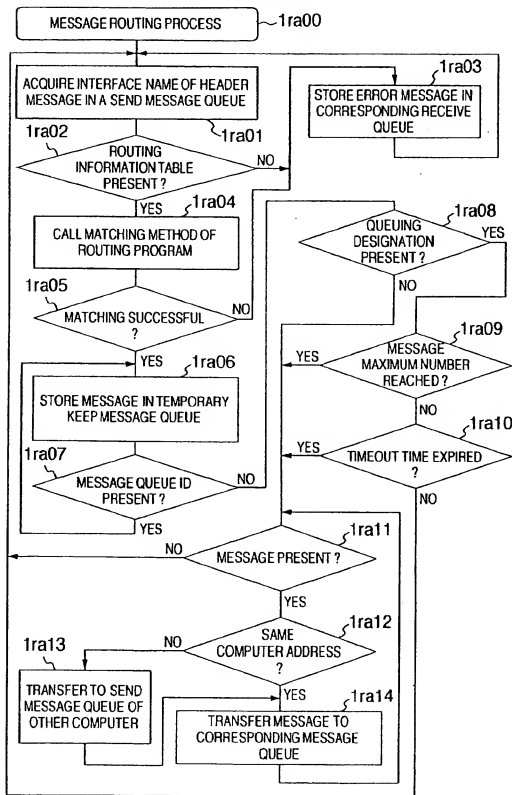 MESSAGE ROUTING PROCESS
1ra00
ACQUIRE INTERFACE NAME OF HEADER
MESSAGE IN A SEND MESSAGE QUEUE
1ra01
1ra03
STORE ERROR MESSAGE IN
CORRESPONDING RECEIVE
QUEUE
1ra02
ROUTING
INFORMATION TABLE
PRESENT ?
NO
YES
1ra04
CALL MATCHING METHOD OF
ROUTING PROGRAM
1ra05
MATCHING SUCCESSFUL
?
NO
YES
1ra06
STORE MESSAGE IN TEMPORARY
KEEP MESSAGE QUEUE
1ra07
MESSAGE QUEUE ID
PRESENT ?
NO
YES
1ra08
QUEUING
DESIGNATION
PRESENT ?
YES
NO
1ra09
MESSAGE
MAXIMUM NUMBER
REACHED ?
YES
NO
1ra10
TIMEOUT TIME EXPIRED
?
YES
NO
1ra11
MESSAGE PRESENT ?
NO
YES
1ra12
SAME
COMPUTER ADDRESS
?
NO
YES
1ra13
TRANSFER TO SEND
MESSAGE QUEUE OF
OTHER COMPUTER
1ra14
TRANSFER MESSAGE TO
CORRESPONDING MESSAGE
QUEUE